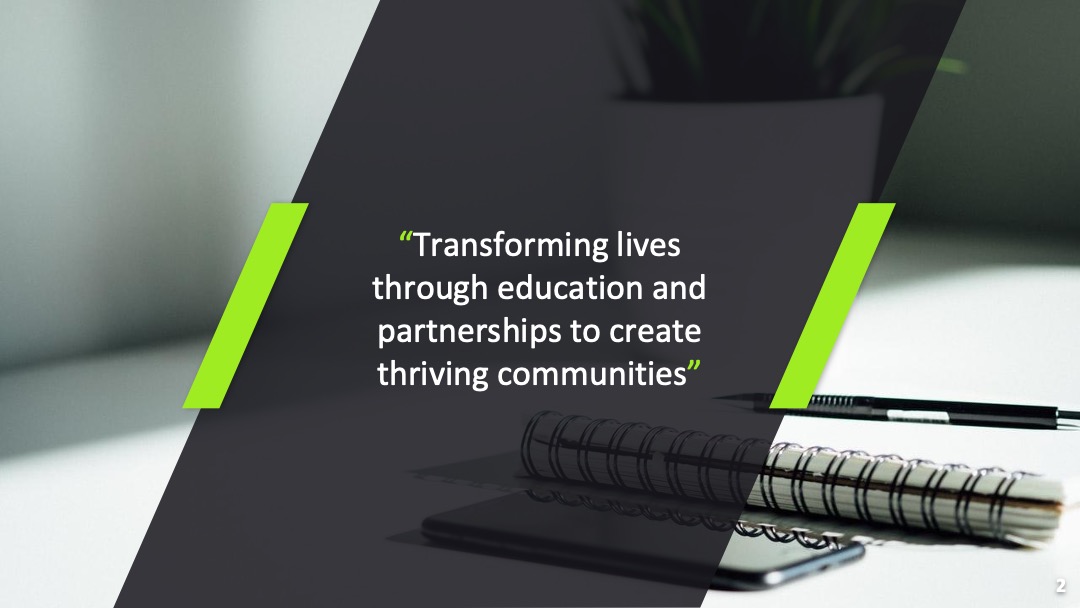 “Transforming lives
through education and
partnerships to create
thriving communities”
2